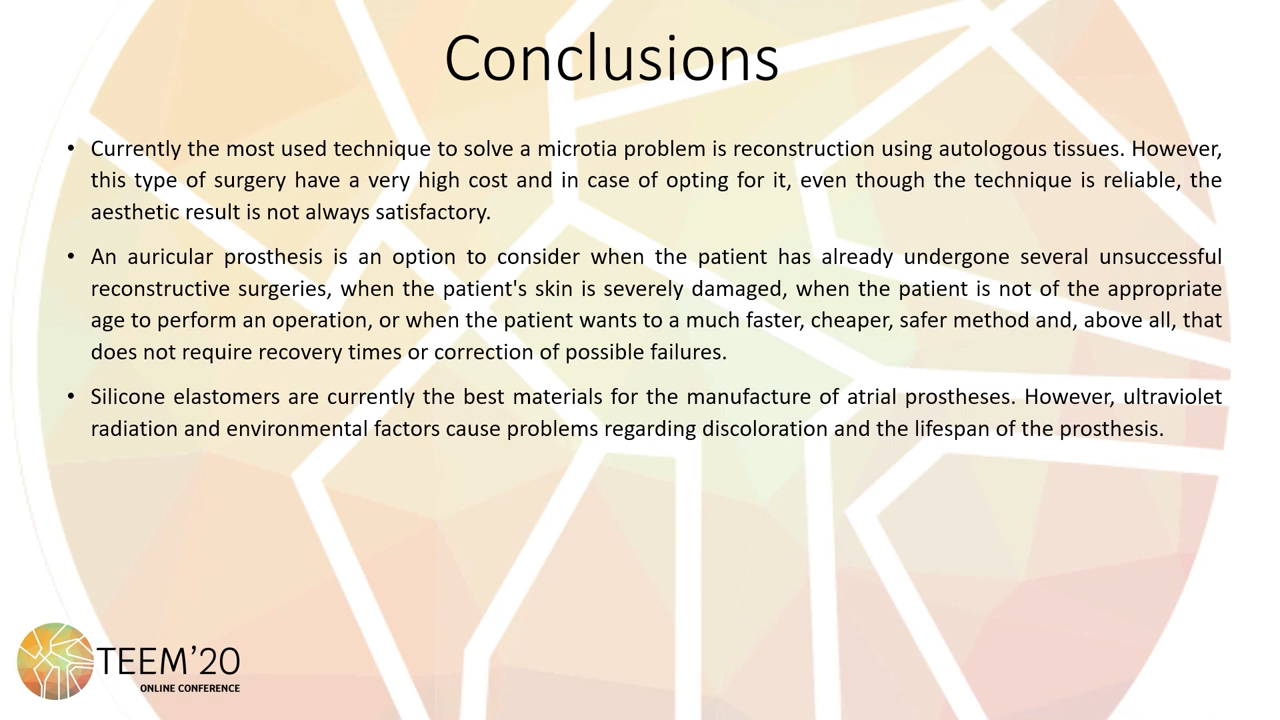 Conclusions
• Currently the most used technique to solve a microtia problem is reconstruction using autologous tissues. However,
this type of surgery have a very high cost and in case of opting for it, even though the technique is reliable, the
aesthetic result is not always satisfactory.
• An auricular prosthesis is an option to consider when the patient has already undergone several unsuccessful
reconstructive surgeries, when the patient's skin is severely damaged, when the patient is not of the appropriate
age to perform an operation, or when the patient wants to a much faster, cheaper, safer method and, above all, that
does not require recovery times or correction of possible failures.
• Silicone elastomers are currently the best materials for the manufacture of atrial prostheses. However, ultraviolet
radiation and environmental factors cause problems regarding discoloration and the lifespan of the prosthesis.
TEEM’20
ONLINE CONFERENCE